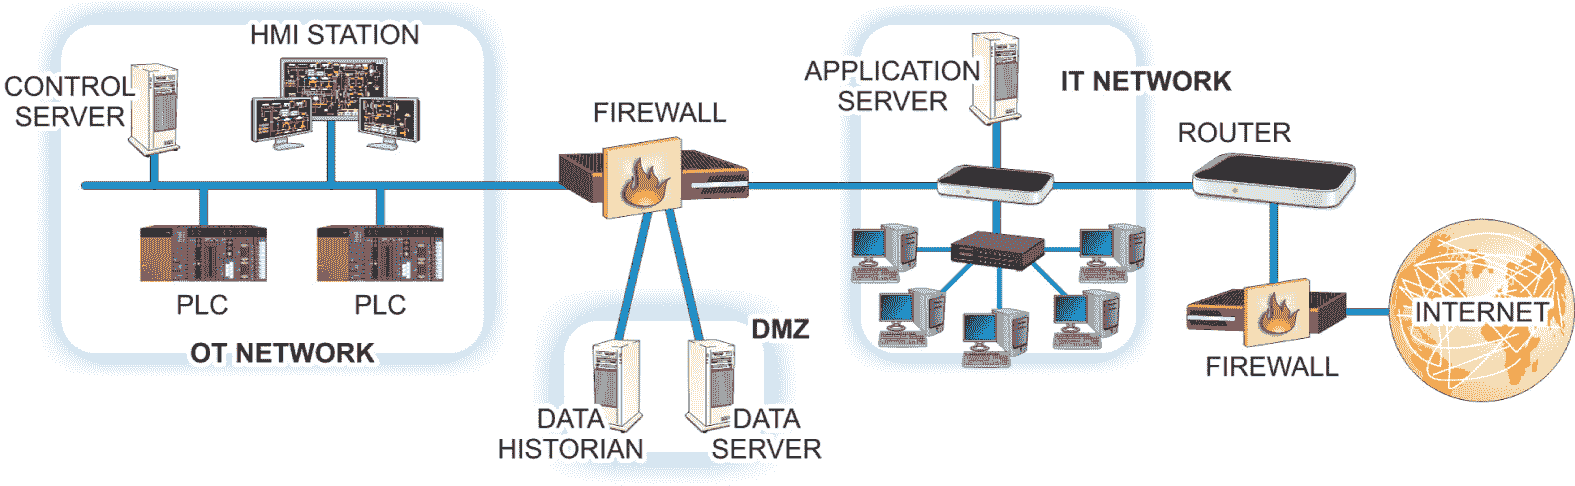 HMI STATION
CONTROL
SERVER
PLC
PLC
OT NETWORK
FIREWALL
DMZ
DATA
HISTORIAN
DATA
SERVER
APPLICATION
SERVER
IT NETWORK
ROUTER
INTERNET
FIREWALL